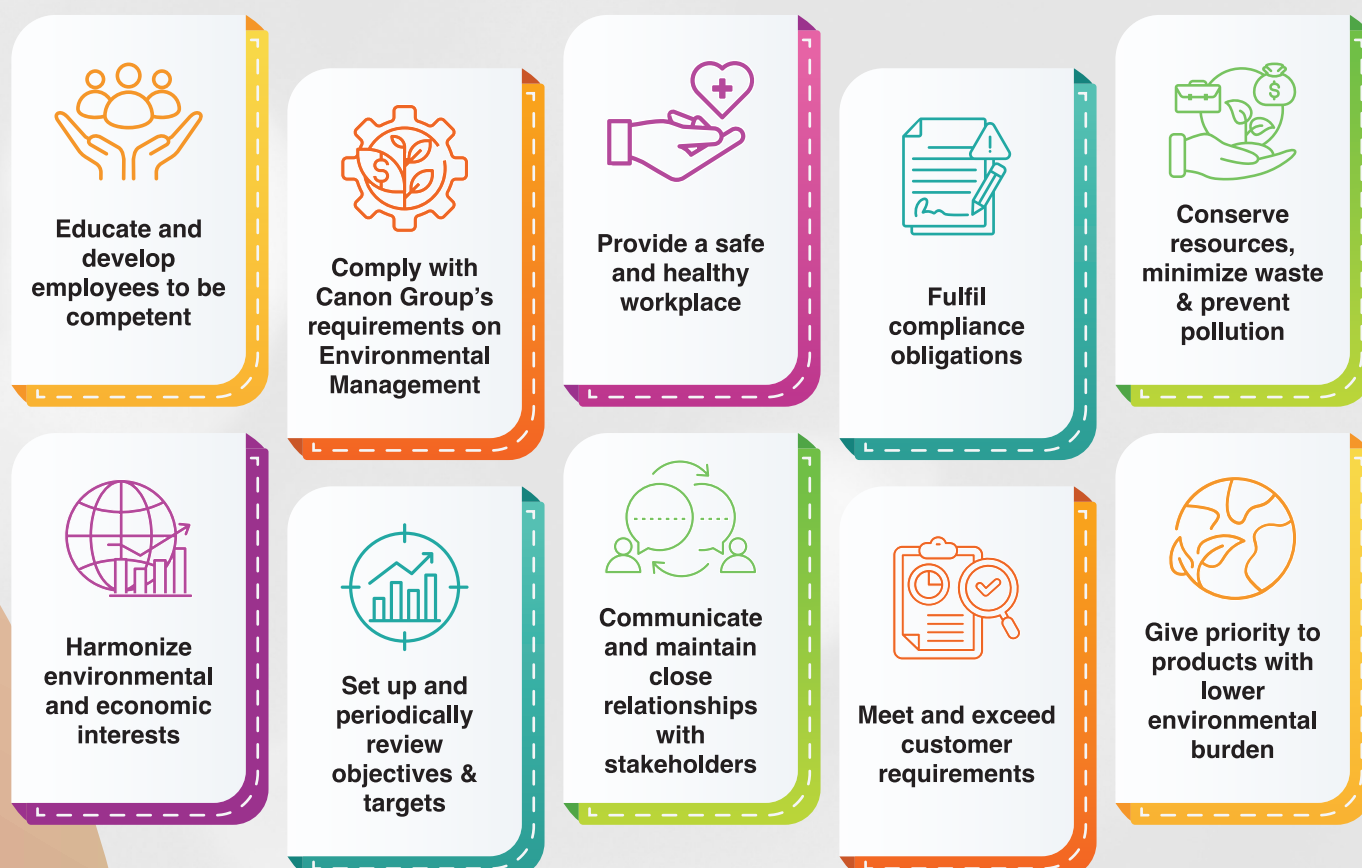 Educate and
develop
employees to be
competent
Comply with
Canon Group's
requirements on
Environmental
Management
Provide a safe
and healthy
workplace
Fulfil
compliance
obligations
Conserve
resources,
minimize waste
& prevent
pollution
Harmonize
environmental
and economic
interests
Set up and
periodically
review
objectives &
targets
Communicate
and maintain
close
relationships
with
stakeholders
Meet and exceed
customer
requirements
Give priority to
products with
lower
environmental
burden